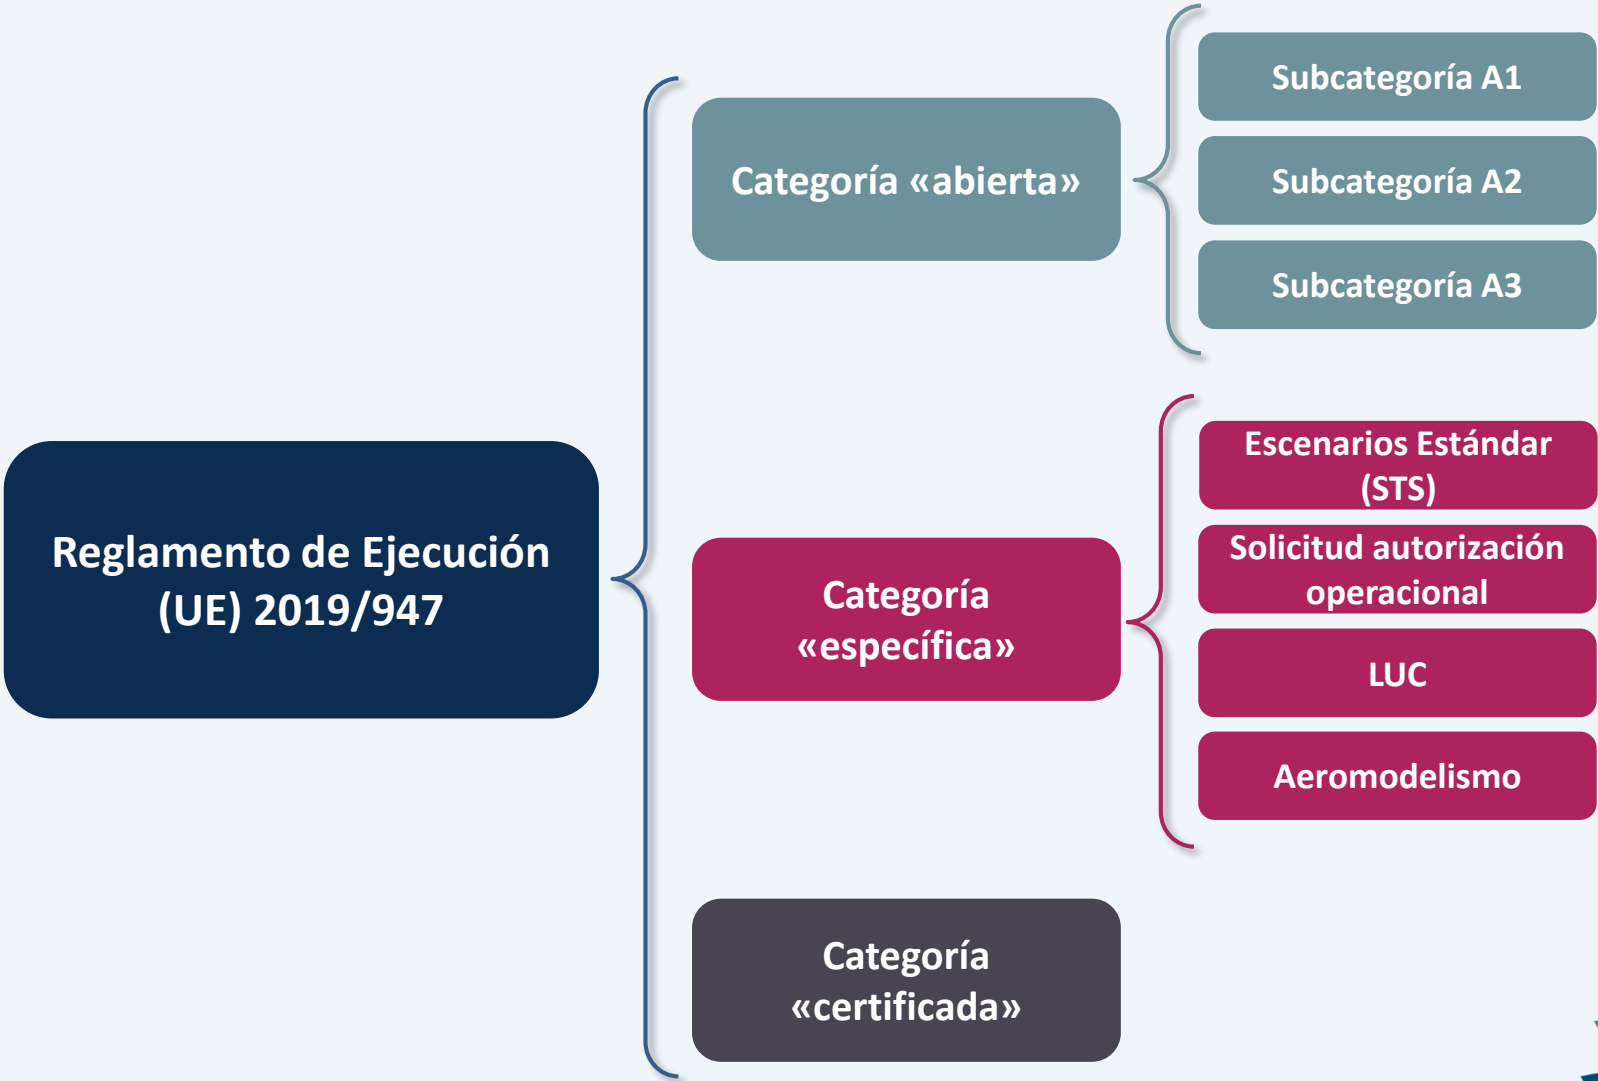 Reglamento de Ejecución
(UE) 2019/947
Categoría «abierta»
Subcategoría A1
Subcategoría A2
Subcategoría A3
Categoría
«específica»
Escenarios Estándar
(STS)
Solicitud autorización
operacional
LUC
Aeromodelismo
Categoría
«certificada»